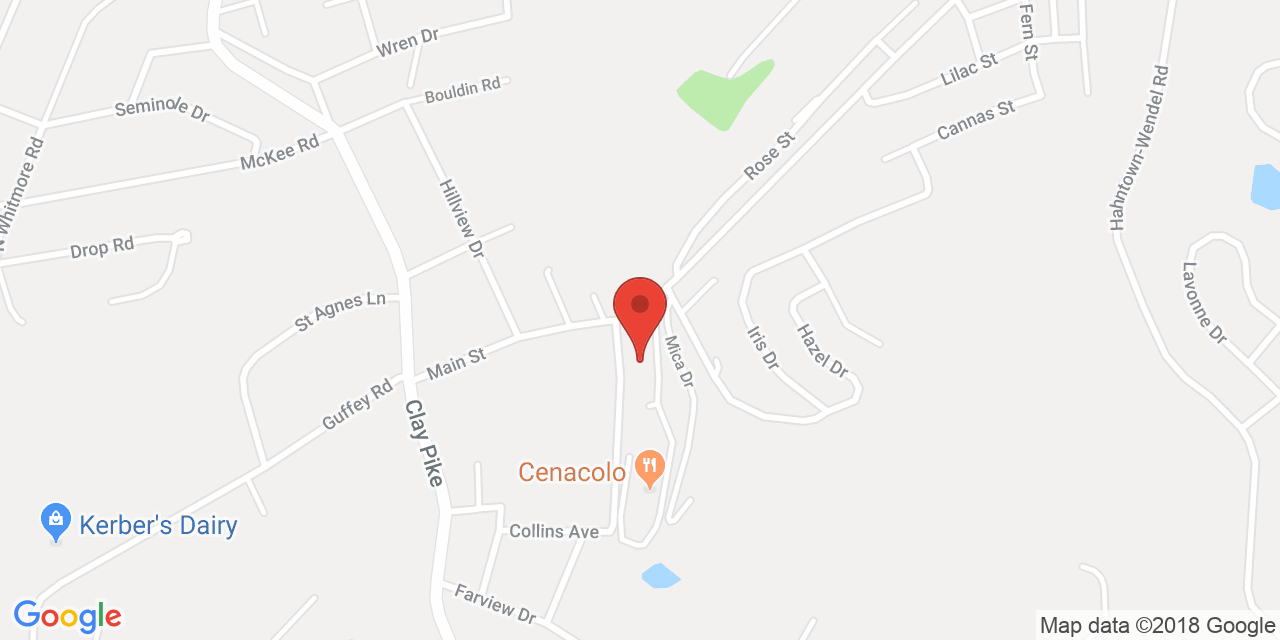 Fern St
Wren Dr
Lilac St
Bouldin Rd
Seminole Dr
Cannas St
Hahntown-Wendel Rd
McKee Rd
Rose St
N Whitmore Rd
Hillview Dr
Drop Rd
St Agnes Ln
Lavonne Dr
Iris Dr
Hazel Dr
Mica Dr
Main St
Guffey Rd
Clay Pike
Cenacolo
Kerber's Dairy
Collins Ave
Farview Dr
Google
Map data ©2018 Google